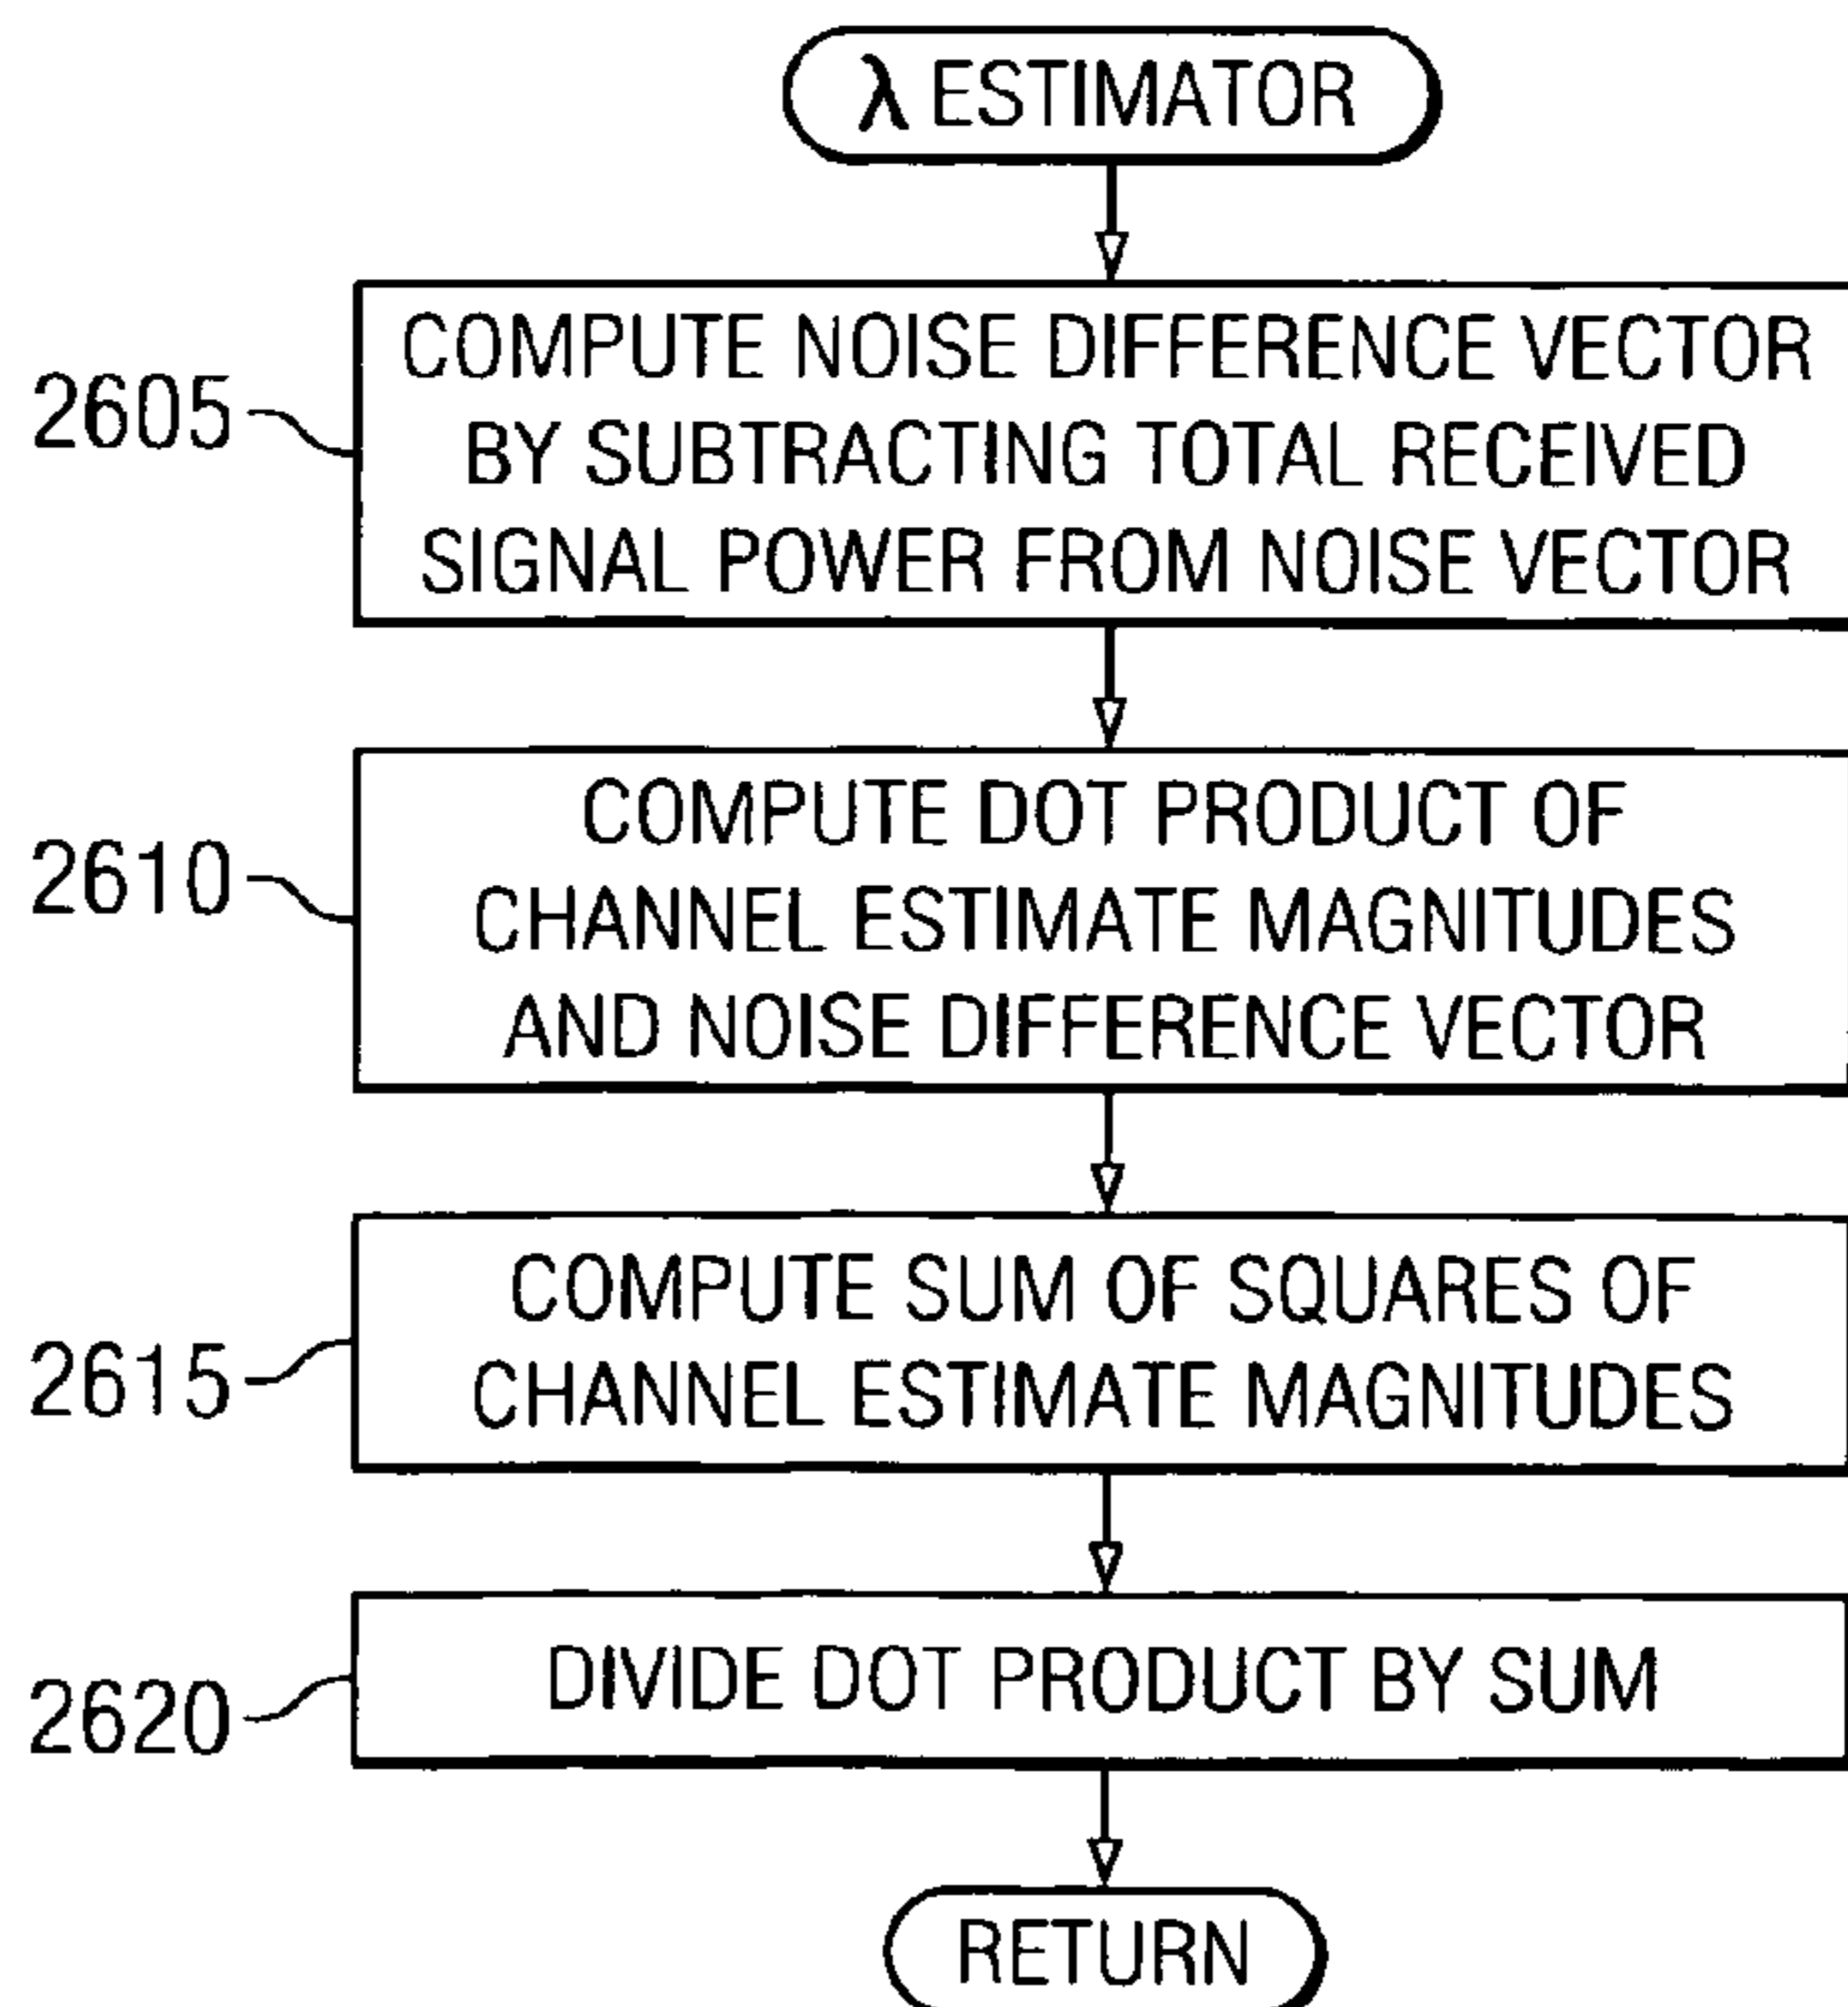 λ ESTIMATOR
2605
COMPUTE NOISE DIFFERENCE VECTOR
BY SUBTRACTING TOTAL RECEIVED
SIGNAL POWER FROM NOISE VECTOR
2610
COMPUTE DOT PRODUCT OF
CHANNEL ESTIMATE MAGNITUDES
AND NOISE DIFFERENCE VECTOR
2615
COMPUTE SUM OF SQUARES OF
CHANNEL ESTIMATE MAGNITUDES
2620
DIVIDE DOT PRODUCT BY SUM
RETURN